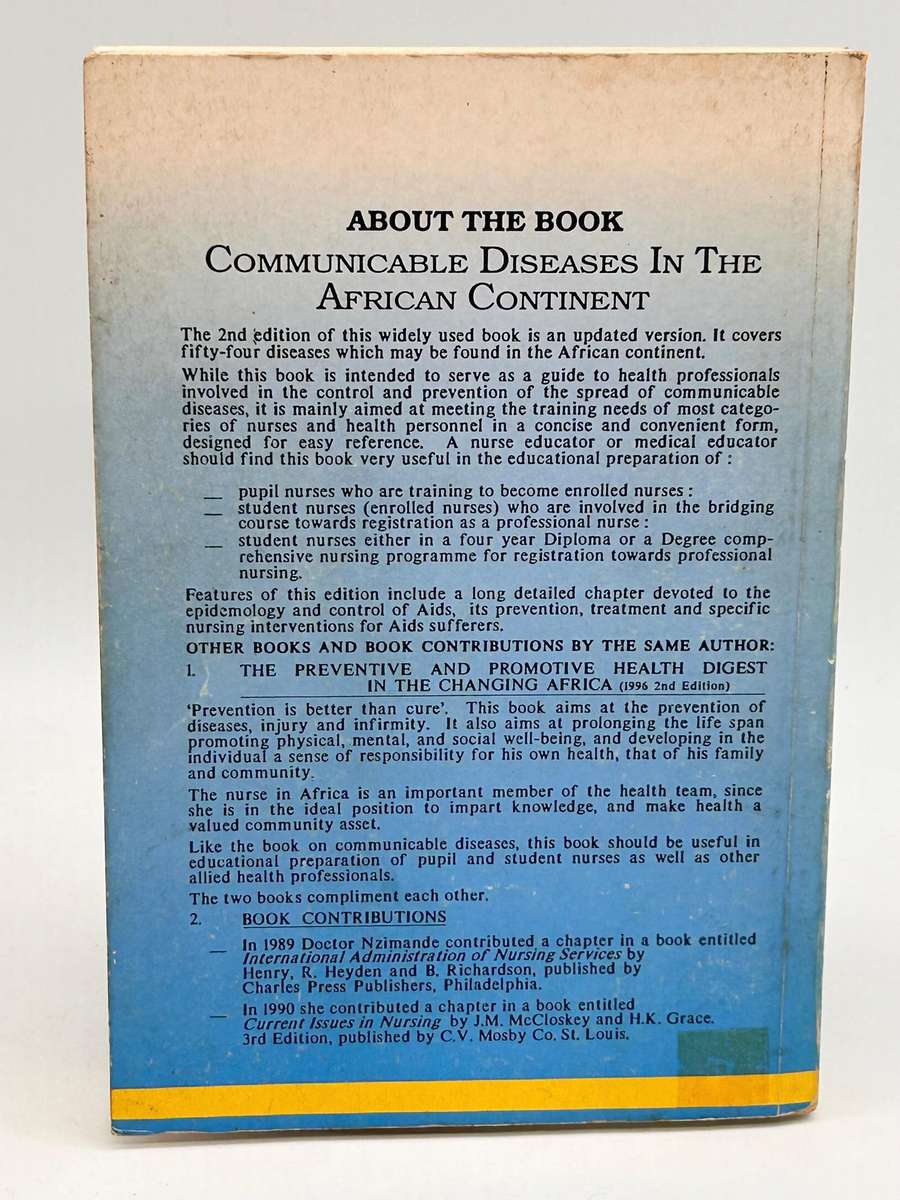 ABOUT THE BOOK
COMMUNICABLE DISEASES IN THE
AFRICAN CONTINENT
The 2nd edition of this widely used book is an updated version. It covers
fifty-four diseases which may be found in the African continent.
While this book is intended to serve as a guide to health professionals
involved in the control and prevention of the spread of communicable
diseases, it is mainly aimed at meeting the training needs of most catego-
ries of nurses and health personnel in a concise and convenient form,
designed for easy reference. A nurse educator or medical educator
should find this book very useful in the educational preparation of :
— pupil nurses who are training to become enrolled nurses :
— student nurses (enrolled nurses) who are involved in the bridging
course towards registration as a professional nurse :
— student nurses either in a four year Diploma or a Degree comp-
rehensive nursing programme for registration towards professional
nursing.
Features of this edition include a long detailed chapter devoted to the
epidemology and control of Aids, its prevention, treatment and specific
nursing interventions for Aids sufferers.
OTHER BOOKS AND BOOK CONTRIBUTIONS BY THE SAME AUTHOR:
1. THE PREVENTIVE AND PROMOTIVE HEALTH DIGEST
IN THE CHANGING AFRICA (1996 2nd Edition)
'Prevention is better than cure'. This book aims at the prevention of
diseases, injury and infirmity. It also aims at prolonging the life span
promoting physical, mental, and social well-being, and developing in the
individual a sense of responsibility for his own health, that of his family
and community.
The nurse in Africa is an important member of the health team, since
she is in the ideal position to impart knowledge, and make health a
valued community asset.
Like the book on communicable diseases, this book should be useful in
educational preparation of pupil and student nurses as well as other
allied health professionals.
The two books compliment each other.
2. BOOK CONTRIBUTIONS
— In 1989 Doctor Nzimande contributed a chapter in a book entitled
International Administration of Nursing Services by
Henry, R. Heyden and B. Richardson, published by
Charles Press Publishers, Philadelphia.
— In 1990 she contributed a chapter in a book entitled
Current Issues in Nursing by J.M. McCloskey and H.K. Grace.
3rd Edition, published by C.V. Mosby Co. St. Louis.